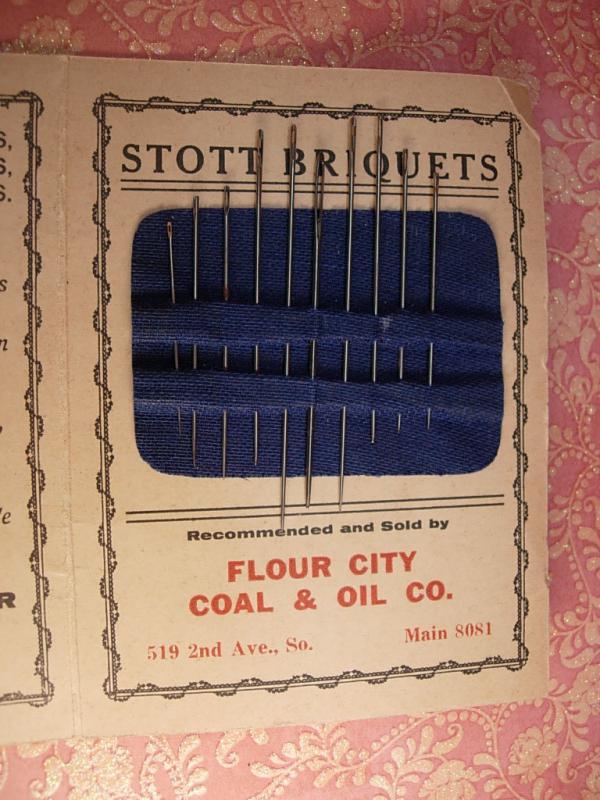 STOTT BRIQUETS
Recommended and Sold by
FLOUR CITY
COAL & OIL CO.
519 2nd Ave., So.
Main 8081